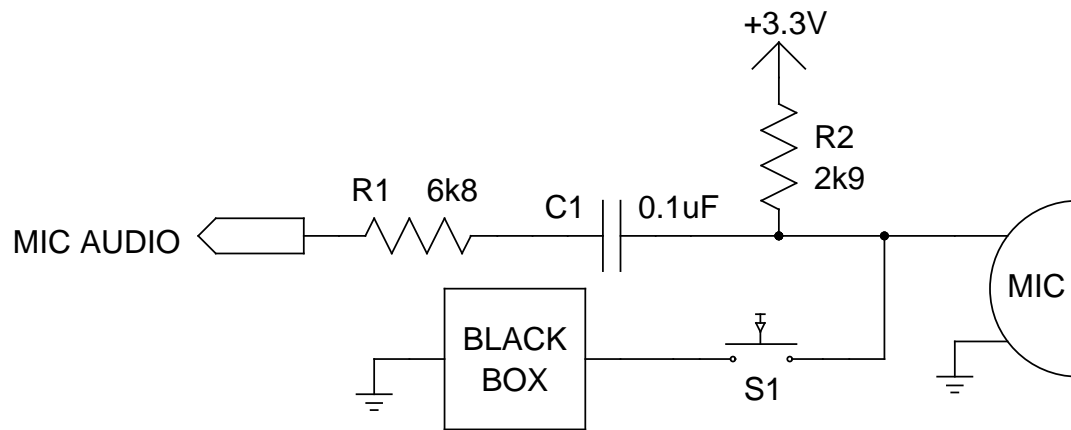 +3.3V
R2
2k9
R1
6k8
C1
0.1uF
MIC AUDIO
MIC
BLACK
BOX
S1